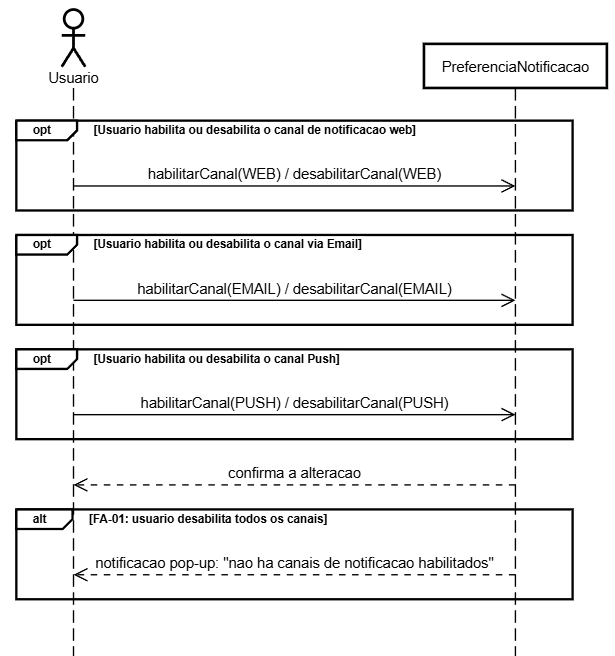 Usuario
PreferenciaNotificacao
opt
[Usuario habilita ou desabilita o canal de notificacao web]
habilitarCanal(WEB) / desabilitarCanal(WEB)
opt
[Usuario habilita ou desabilita o canal via Email]
habilitarCanal(EMAIL) / desabilitarCanal(EMAIL)
opt
[Usuario habilita ou desabilita o canal Push]
habilitarCanal(PUSH) / desabilitarCanal(PUSH)
confirma a alteracao
alt
[FA-01: usuario desabilita todos os canais]
notificacao pop-up: "nao ha canais de notificacao habilitados"